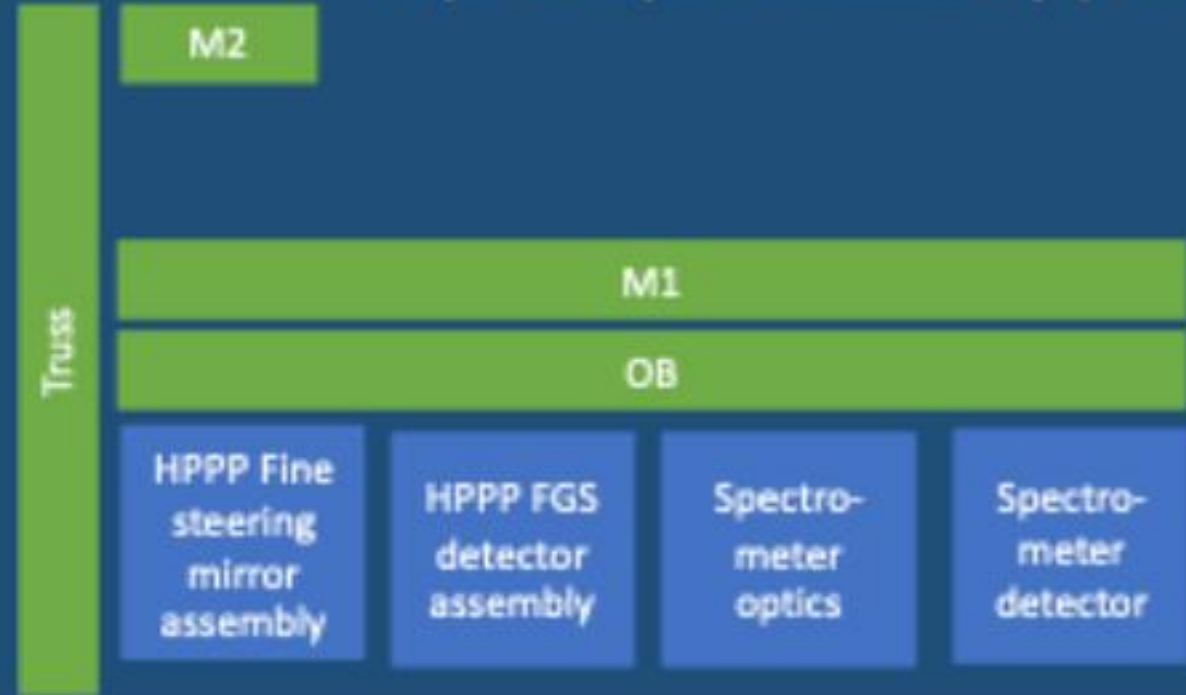 M2
Truss
M1
OB
HPPP Fine
steering
mirror
assembly
HPPP FGS
detector
assembly
Spectro-
meter
optics
Spectro-
meter
detector